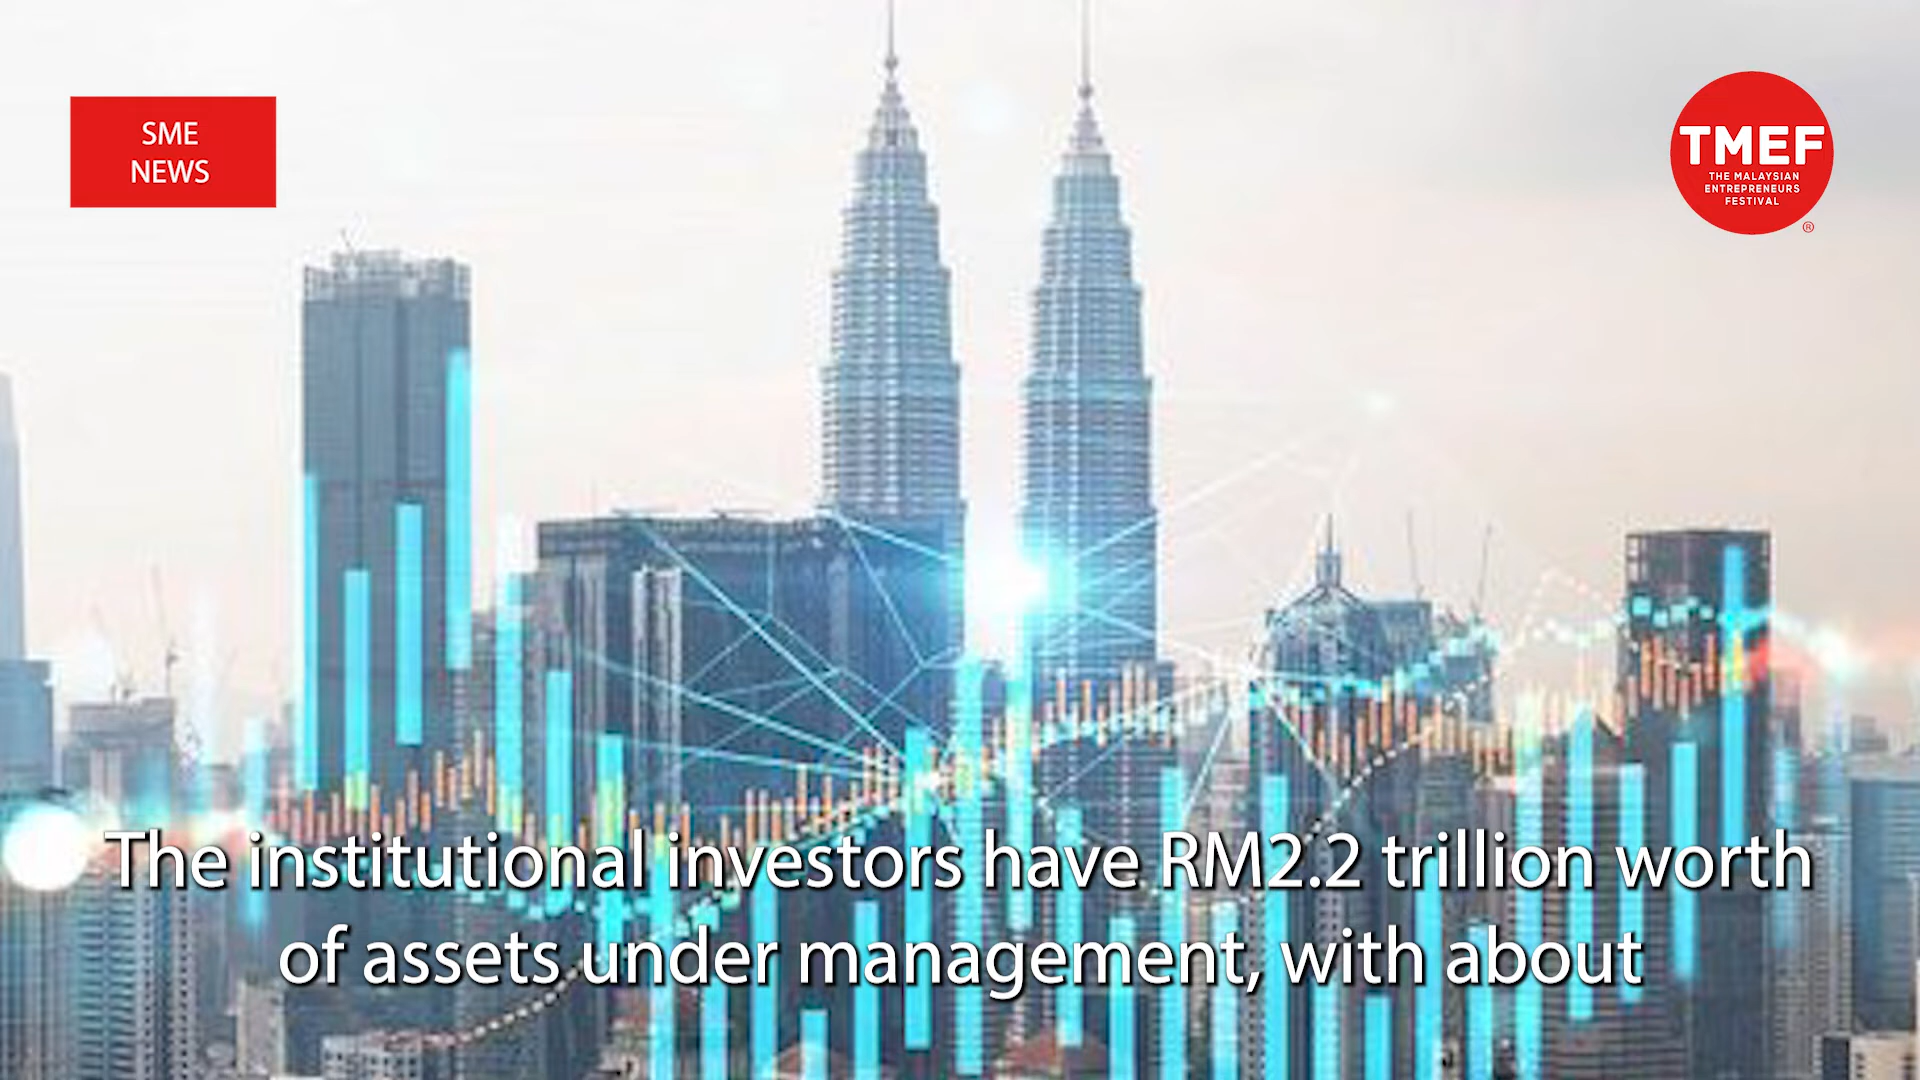 SME
NEWS
TMEF
THE MALAYSIAN
ENTREPRENEURS
FESTIVAL
®
The institutional investors have RM2.2 trillion worth
of assets under management, with about